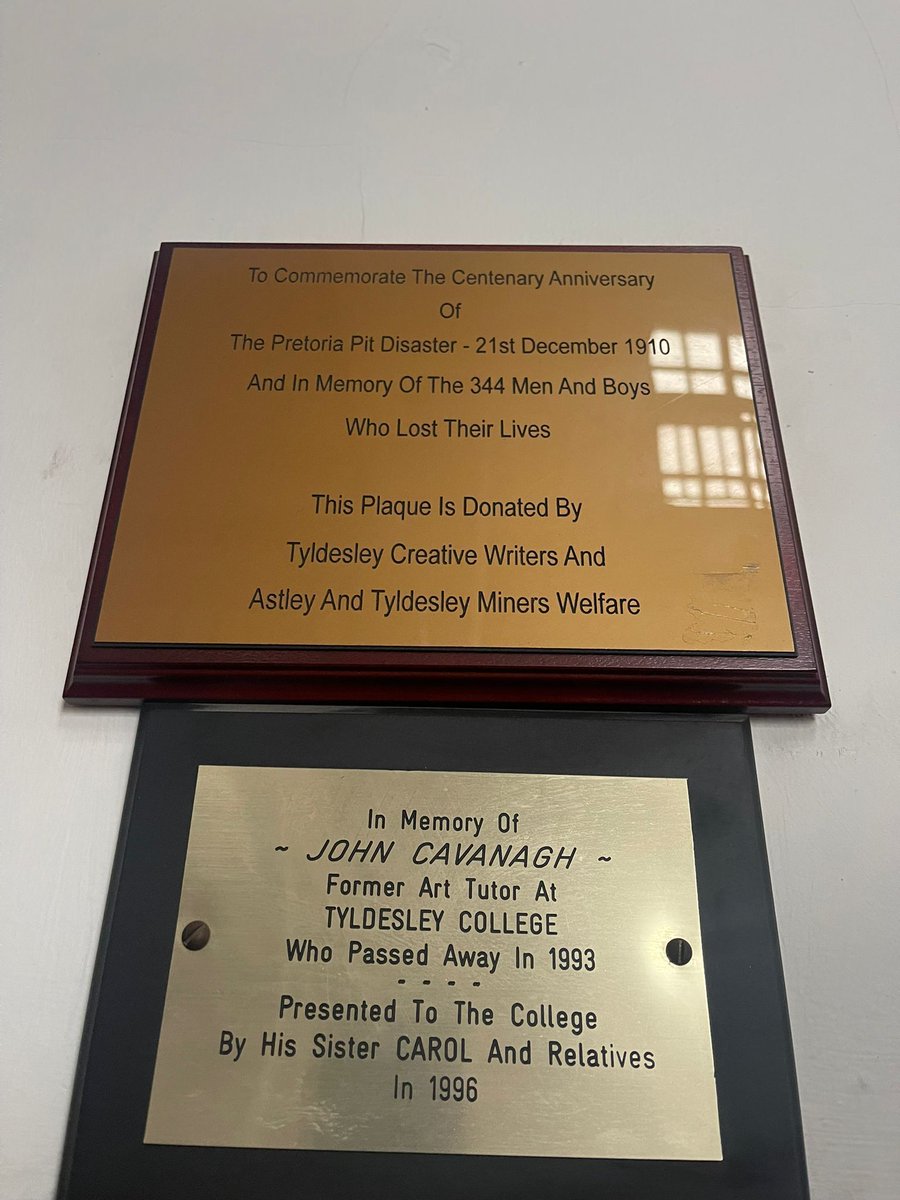 To Commemorate The Centenary Anniversary
Of
The Pretoria Pit Disaster - 21st December 1910
And In Memory Of The 344 Men And Boys
Who Lost Their Lives
This Plaque Is Donated By
Tyldesley Creative Writers And
Astley And Tyldesley Miners Welfare
In Memory Of
~ JOHN CAVANAGH ~
Former Art Tutor At
TYLDESLEY COLLEGE
Who Passed Away In 1993
- - - -
Presented To The College
By His Sister CAROL And Relatives
In 1996